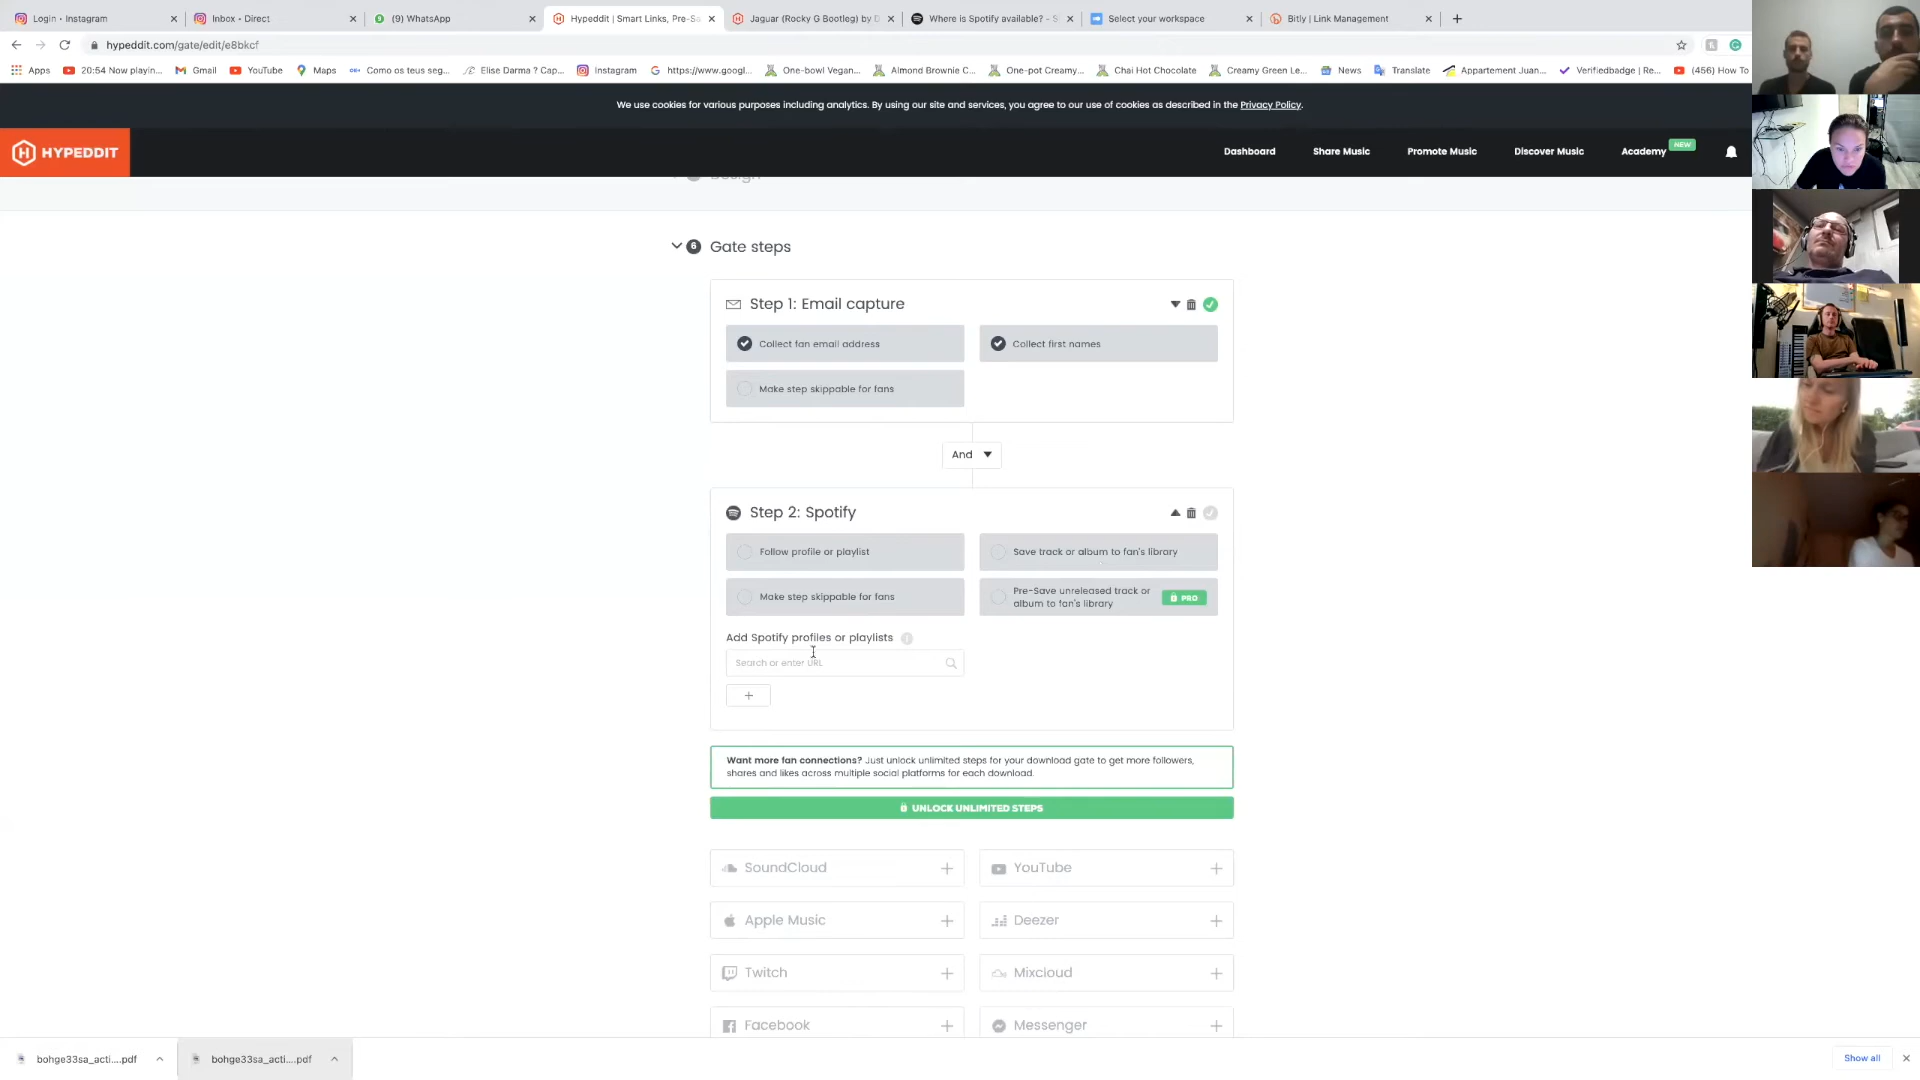 Login • Instagram
Inbox • Direct
(9) WhatsApp
Hypeddit | Smart Links, Pre-Sa
Jaguar (Rocky G Bootleg) by D
Where is Spotify available? - S
Select your workspace
Bitly | Link Management
hypeddit.com/gate/edit/e8bkcf
Apps
20:54 Now playin...
Gmail
YouTube
Maps
Como os teus seg...
Elise Darma ? Cap...
Instagram
https://www.googl...
One-bowl Vegan...
Almond Brownie C...
One-pot Creamy...
Chai Hot Chocolate
Creamy Green Le...
News
Translate
Appartement Juan...
Verifiedbadge | Re...
(456) How To
We use cookies for various purposes including analytics. By using our site and services, you agree to our use of cookies as described in the Privacy Policy.
HYPEDDIT
Dashboard
Share Music
Promote Music
Discover Music
Academy
NEW
Design
6 Gate steps
Step 1: Email capture
Collect fan email address
Collect first names
Make step skippable for fans
And
Step 2: Spotify
Follow profile or playlist
Save track or album to fan's library
Make step skippable for fans
Pre-Save unreleased track or
album to fan's library
PRO
Add Spotify profiles or playlists
Search or enter URL
+
Want more fan connections? Just unlock unlimited steps for your download gate to get more followers,
shares and likes across multiple social platforms for each download.
UNLOCK UNLIMITED STEPS
SoundCloud +
YouTube +
Apple Music +
Deezer +
Twitch +
Mixcloud +
Facebook +
Messenger +
bohge33sa_acti....pdf
bohge33sa_acti....pdf
Show all